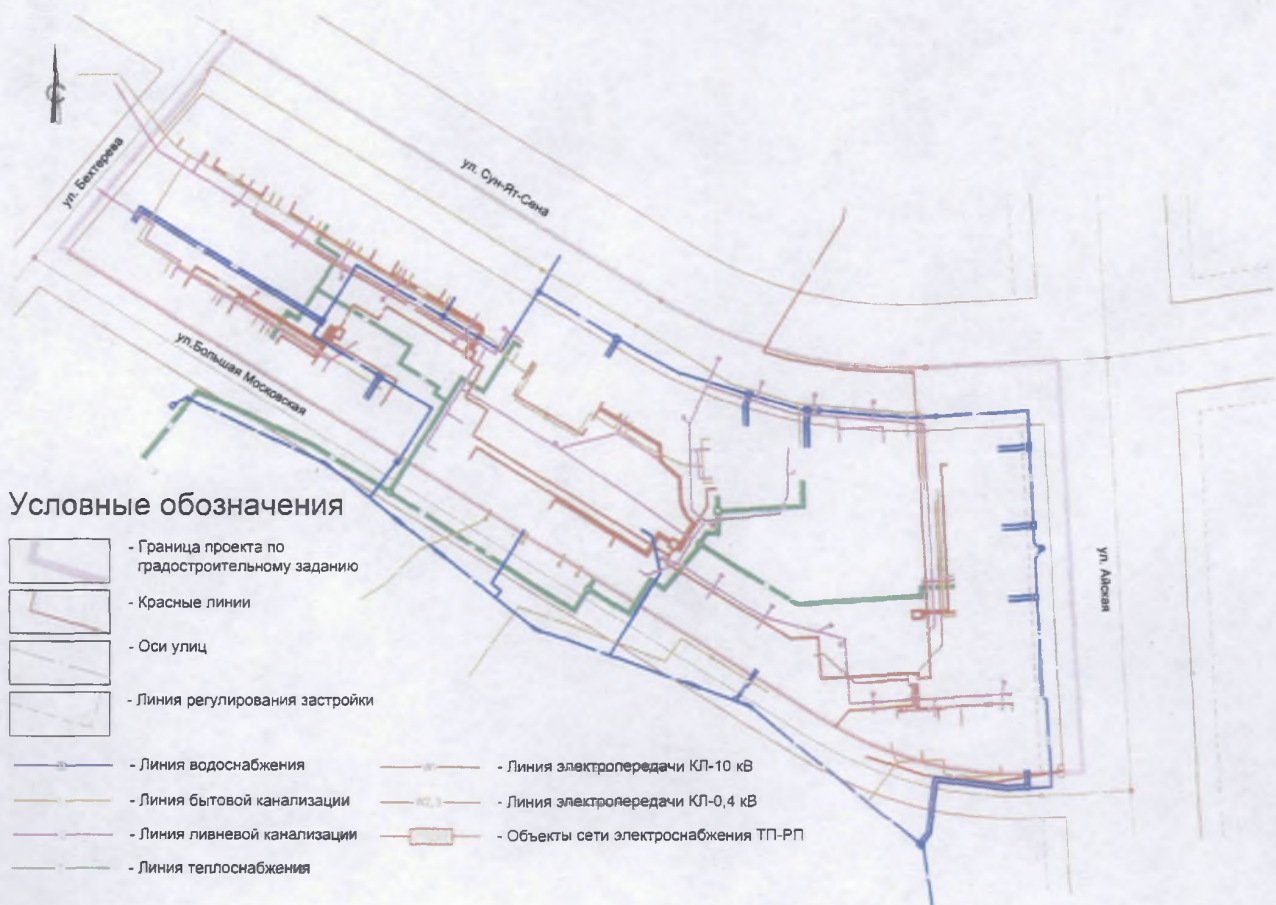 С
ул. Бехтерева
ул. Сун-Ят-Сена
ул.Большая Московская
ул. Айская
Условные обозначения
- Граница проекта по
градостроительному заданию
- Красные линии
- Оси улиц
- Линия регулирования застройки
- Линия водоснабжения
- Линия бытовой канализации
- Линия ливневой канализации
- Линия теплоснабжения
- Линия электропередачи КЛ-10 кВ
- Линия электропередачи КЛ-0,4 кВ
- Объекты сети электроснабжения ТП-РП